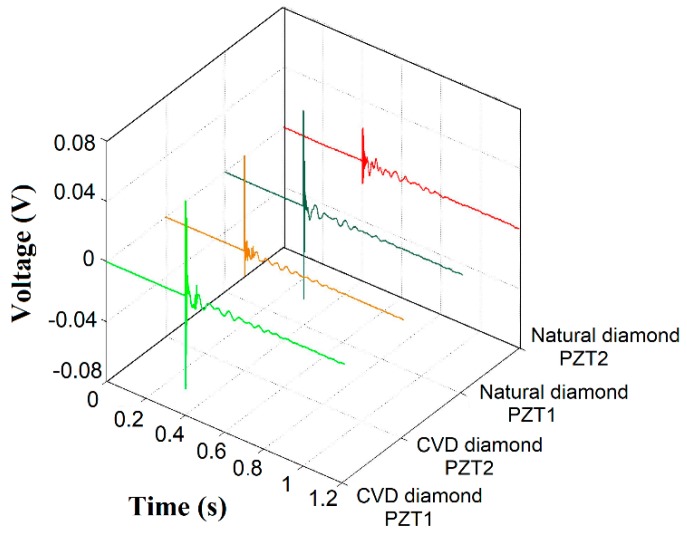 0.08
0.04
0
-0.04
-0.08
Voltage (V)
0
0.2
0.4
0.6
0.8
1
1.2
Time (s)
Natural diamond
PZT2
Natural diamond
PZT1
CVD diamond
PZT2
CVD diamond
PZT1